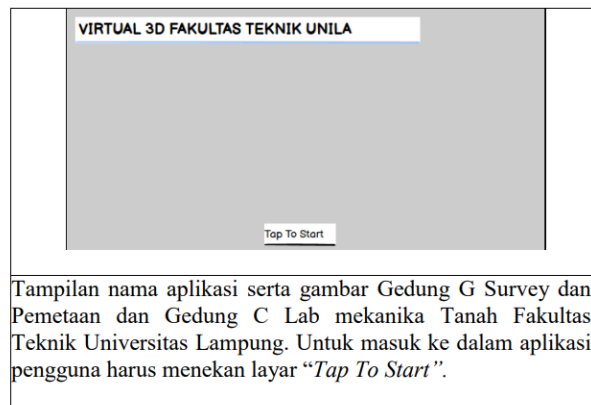 VIRTUAL 3D FAKULTAS TEKNIK UNILA
Tap To Start
Tampilan nama aplikasi serta gambar Gedung G Survey dan
Pemetaan dan Gedung C Lab mekanika Tanah Fakultas
Teknik Universitas Lampung. Untuk masuk ke dalam aplikasi
pengguna harus menekan layar “Tap To Start”.